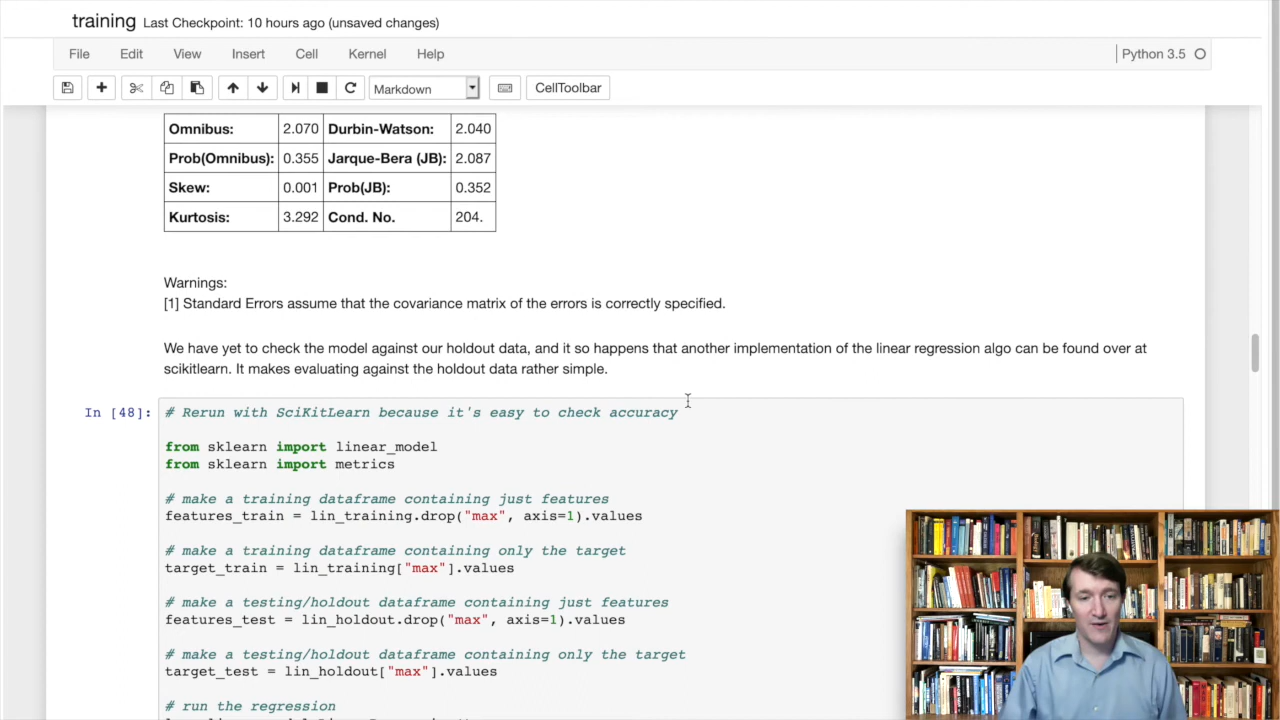 training Last Checkpoint: 10 hours ago (unsaved changes)
File Edit View Insert Cell Kernel Help Python 3.5
Markdown CellToolbar
Omnibus: 2.070 Durbin-Watson: 2.040
Prob(Omnibus): 0.355 Jarque-Bera (JB): 2.087
Skew: 0.001 Prob(JB): 0.352
Kurtosis: 3.292 Cond. No. 204.
Warnings:
[1] Standard Errors assume that the covariance matrix of the errors is correctly specified.
We have yet to check the model against our holdout data, and it so happens that another implementation of the linear regression algo can be found over at
scikitlearn. It makes evaluating against the holdout data rather simple.
In [48]: # Rerun with SciKitLearn because it's easy to check accuracy
from sklearn import linear_model
from sklearn import metrics
# make a training dataframe containing just features
features_train = lin_training.drop("max", axis=1).values
# make a training dataframe containing only the target
target_train = lin_training["max"].values
# make a testing/holdout dataframe containing just features
features_test = lin_holdout.drop("max", axis=1).values
# make a testing/holdout dataframe containing only the target
target_test = lin_holdout["max"].values
# run the regression